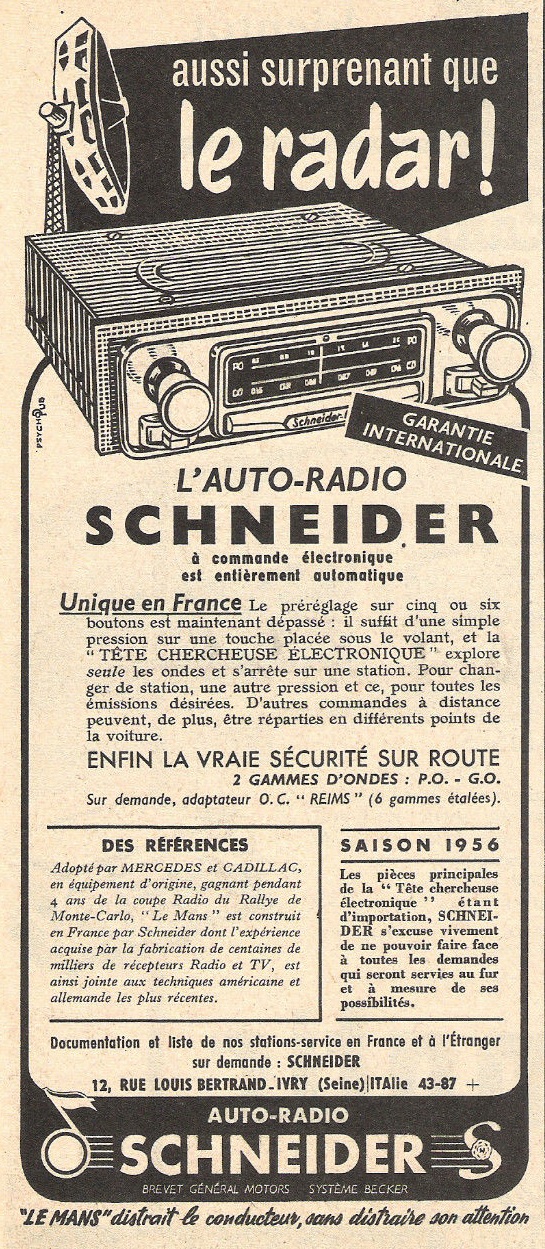 aussi surprenant que
le radar!
PO
PO
GO
GO
Schneider
PSYCHOPUB
GARANTIE
INTERNATIONALE
L'AUTO-RADIO
SCHNEIDER
à commande électronique
est entièrement automatique
Unique en France Le préréglage sur cinq ou six
boutons est maintenant dépassé : il suffit d'une simple
pression sur une touche placée sous le volant, et la
“ TÊTE CHERCHEUSE ÉLECTRONIQUE ” explore
seule les ondes et s'arrête sur une station. Pour chan-
ger de station, une autre pression et ce, pour toutes les
émissions désirées. D'autres commandes à distance
peuvent, de plus, être réparties en différents points de
la voiture.
ENFIN LA VRAIE SÉCURITÉ SUR ROUTE
2 GAMMES D'ONDES : P.O. - G.O.
Sur demande, adaptateur O.C. “ REIMS ” (6 gammes étalées).
DES RÉFÉRENCES
Adopté par MERCEDES et CADILLAC,
en équipement d'origine, gagnant pendant
4 ans de la coupe Radio du Rallye de
Monte-Carlo, “ Le Mans ” est construit
en France par Schneider dont l'expérience
acquise par la fabrication de centaines de
milliers de récepteurs Radio et TV, est
ainsi jointe aux techniques américaine et
allemande les plus récentes.
SAISON 1956
Les pièces principales
de la “ Tête chercheuse
électronique ” étant
d'importation, SCHNEI-
DER s'excuse vivement
de ne pouvoir faire face
à toutes les demandes
qui seront servies au fur
et à mesure de ses
possibilités.
Documentation et liste de nos stations-service en France et à l'Étranger
sur demande : SCHNEIDER
12, RUE LOUIS BERTRAND - IVRY (Seine) ITAlie 43-87 +
AUTO-RADIO
SCHNEIDER
BREVET GÉNÉRAL MOTORS SYSTÈME BECKER
"LE MANS" distrait le conducteur, sans distraire son attention